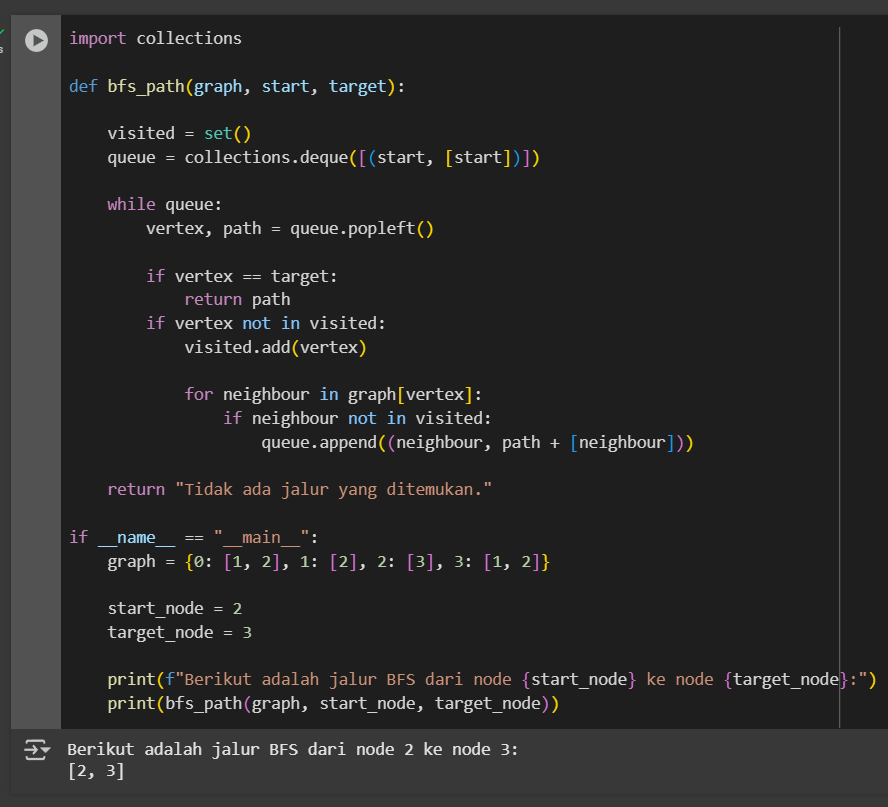 import collections

def bfs_path(graph, start, target):

    visited = set()
    queue = collections.deque([(start, [start])])

    while queue:
        vertex, path = queue.popleft()

        if vertex == target:
            return path
        if vertex not in visited:
            visited.add(vertex)

            for neighbour in graph[vertex]:
                if neighbour not in visited:
                    queue.append((neighbour, path + [neighbour]))

    return "Tidak ada jalur yang ditemukan."

if __name__ == "__main__":
    graph = {0: [1, 2], 1: [2], 2: [3], 3: [1, 2]}

    start_node = 2
    target_node = 3

    print(f"Berikut adalah jalur BFS dari node {start_node} ke node {target_node}:")
    print(bfs_path(graph, start_node, target_node))

Berikut adalah jalur BFS dari node 2 ke node 3:
[2, 3]